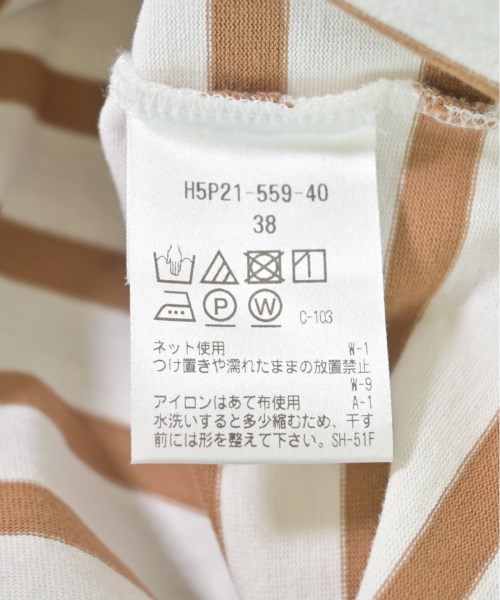 H5P21-559-40
38
P W C-103
ネット使用 W-1
つけ置きや濡れたままの放置禁止
W-9
アイロンはあて布使用 A-1
水洗いすると多少縮むため、干す
前には形を整えて下さい。SH-51F